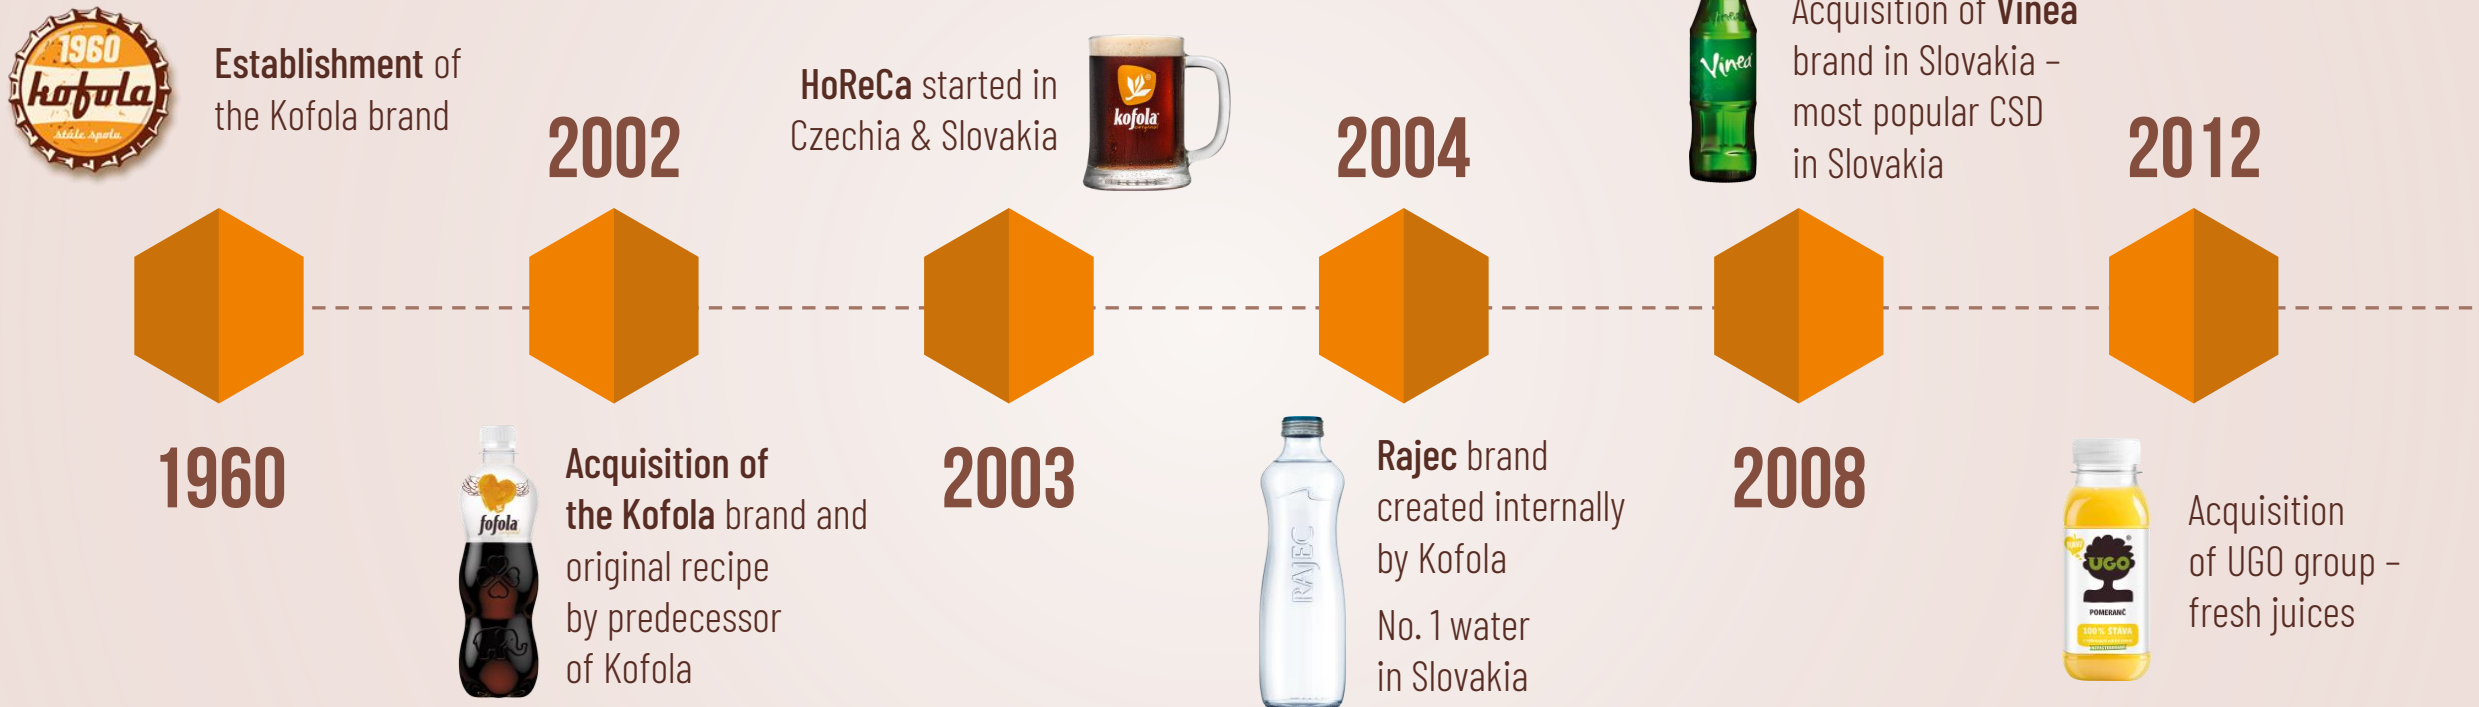 1960
kofola
stále spolu
Establishment of
the Kofola brand
1960
2002
fofola
Acquisition of
the Kofola brand and
original recipe
by predecessor
of Kofola
HoReCa started in
Czechia & Slovakia
kofola
original
2003
2004
RAJEC
Rajec brand
created internally
by Kofola
No. 1 water
in Slovakia
Vinea
Acquisition of Vinea
brand in Slovakia –
most popular CSD
in Slovakia
2008
2012
UGO
POMERANČ
100% ŠŤÁVA
Acquisition
of UGO group –
fresh juices